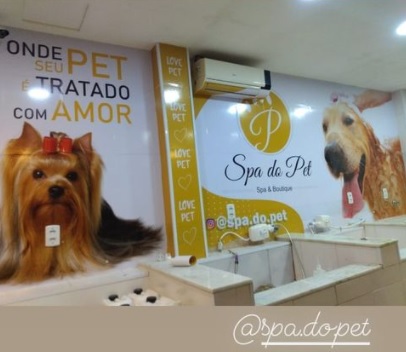 ONDE
SEU PET
É TRATADO
COM AMOR
LOVE
PET
LOVE
PET
LOVE
PET
LOVE
PET
P
Spa do Pet
Spa & Boutique
@spa.do.pet
@spa.do.pet